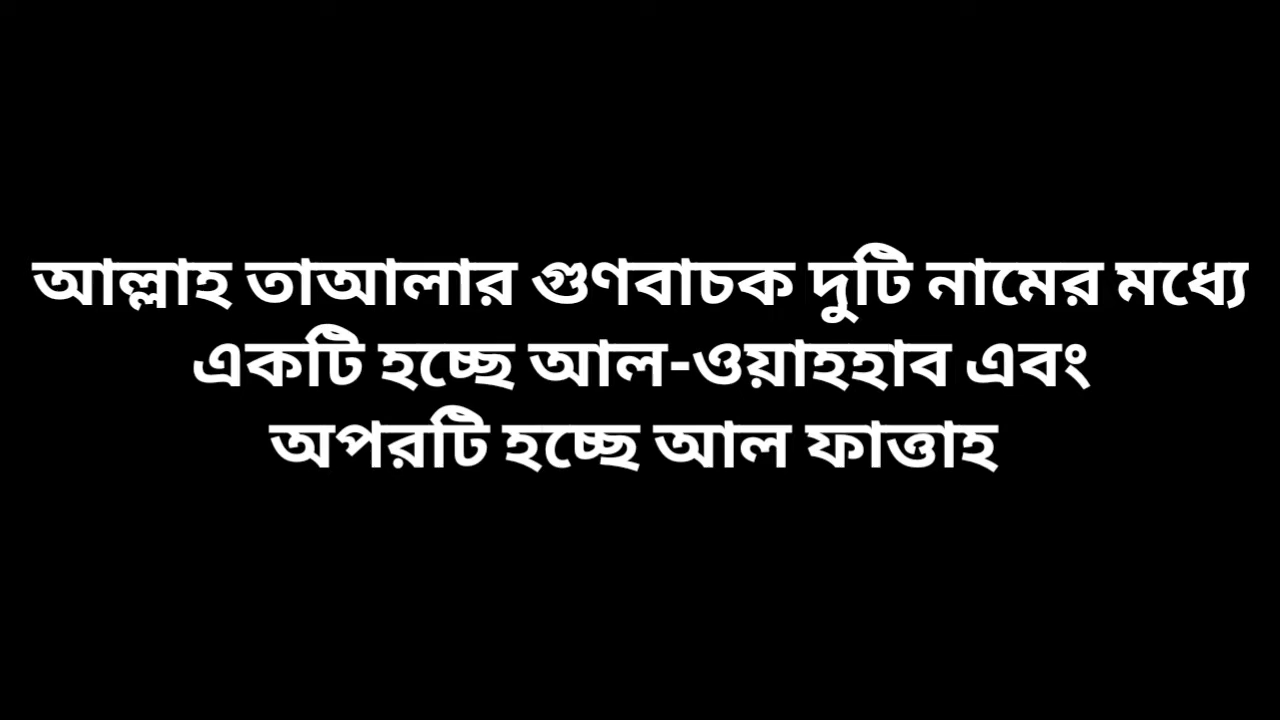 আল্লাহ তাআলার গুণবাচক দুটি নামের মধ্যে
একটি হচ্ছে আল-ওয়াহহাব এবং
অপরটি হচ্ছে আল ফাত্তাহ